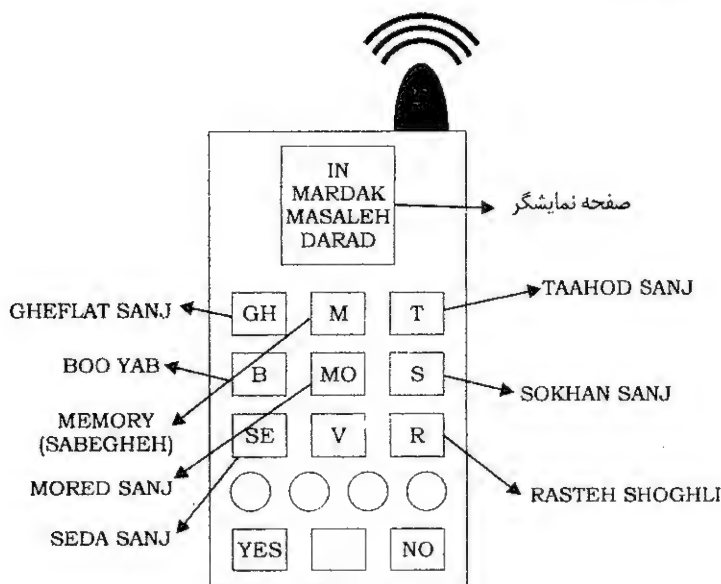 IN
MARDAK
MASALEH
DARAD
صفحه نمایشگر
GHEFLAT SANJ
GH
M
T
TAAHOD SANJ
BOO YAB
B
MO
S
SOKHAN SANJ
MEMORY
(SABEGHEH)
SE
V
R
RASTEH SHOGHLI
MORED SANJ
SEDA SANJ
YES
NO